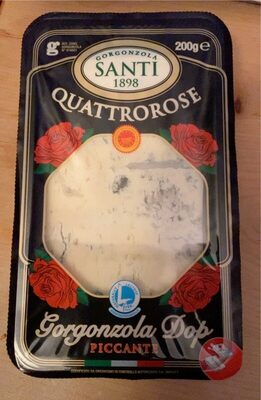 g
200g e
GORGONZOLA
SANTI
1898
QUATTROROSE
Gorgonzola Dop
PICCANTE